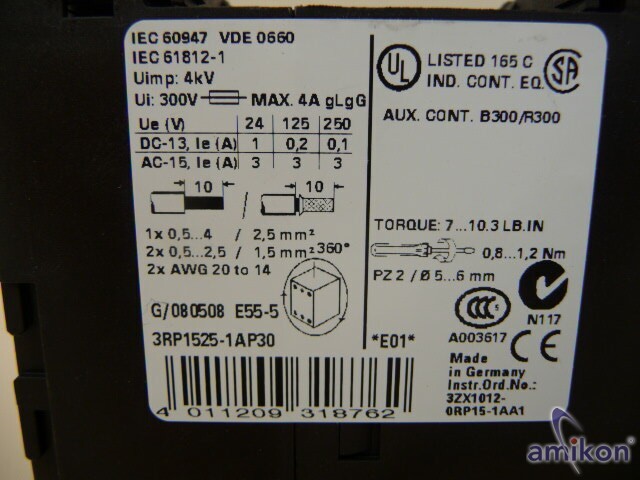 IEC 60947 VDE 0660
IEC 61812-1
Uimp: 4kV
Ui: 300V MAX. 4A gLgG
Ue (V) 24 125 250
DC-13, Ie (A) 1 0,2 0,1
AC-15, Ie (A) 3 3 3
10 / 10
1x 0,5...4 / 2,5 mm²
2x 0,5...2,5 / 1,5 mm²
2x AWG 20 to 14
360°
G/080508 E55-5
3RP1525-1AP30
*E01*
4 011209 318762
UL
LISTED 165 C
IND. CONT. EQ.
SA
AUX. CONT. B300/R300
TORQUE: 7...10.3 LB.IN
0,8...1,2 Nm
PZ 2 / Ø 5...6 mm
CCC
N117
A003617
CE
Made
in Germany
Instr.Ord.No.:
3ZX1012-
0RP15-1AA1
amikon